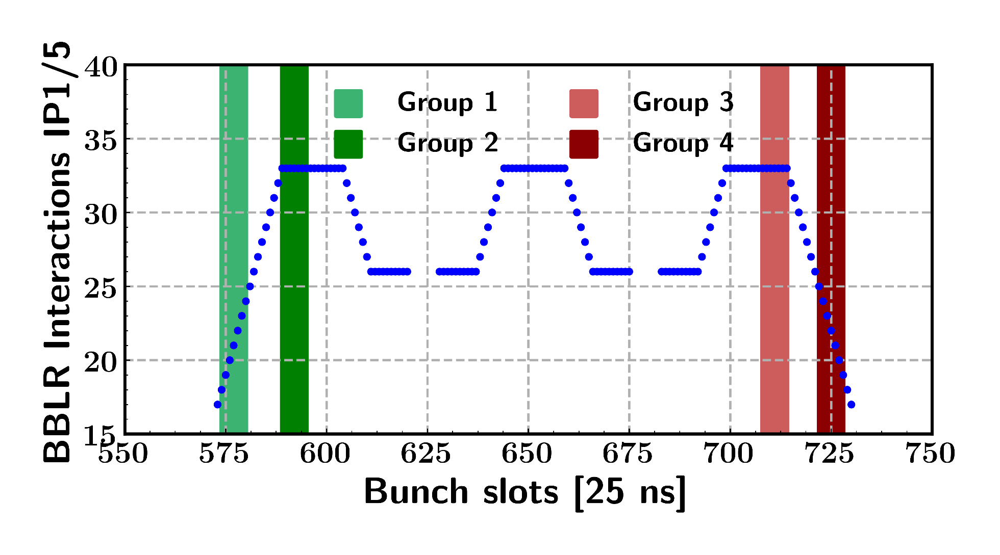 BBLR Interactions IP1/5
40
35
30
25
20
15
Group 1
Group 2
Group 3
Group 4
550 575 600 625 650 675 700 725 750
Bunch slots [25 ns]